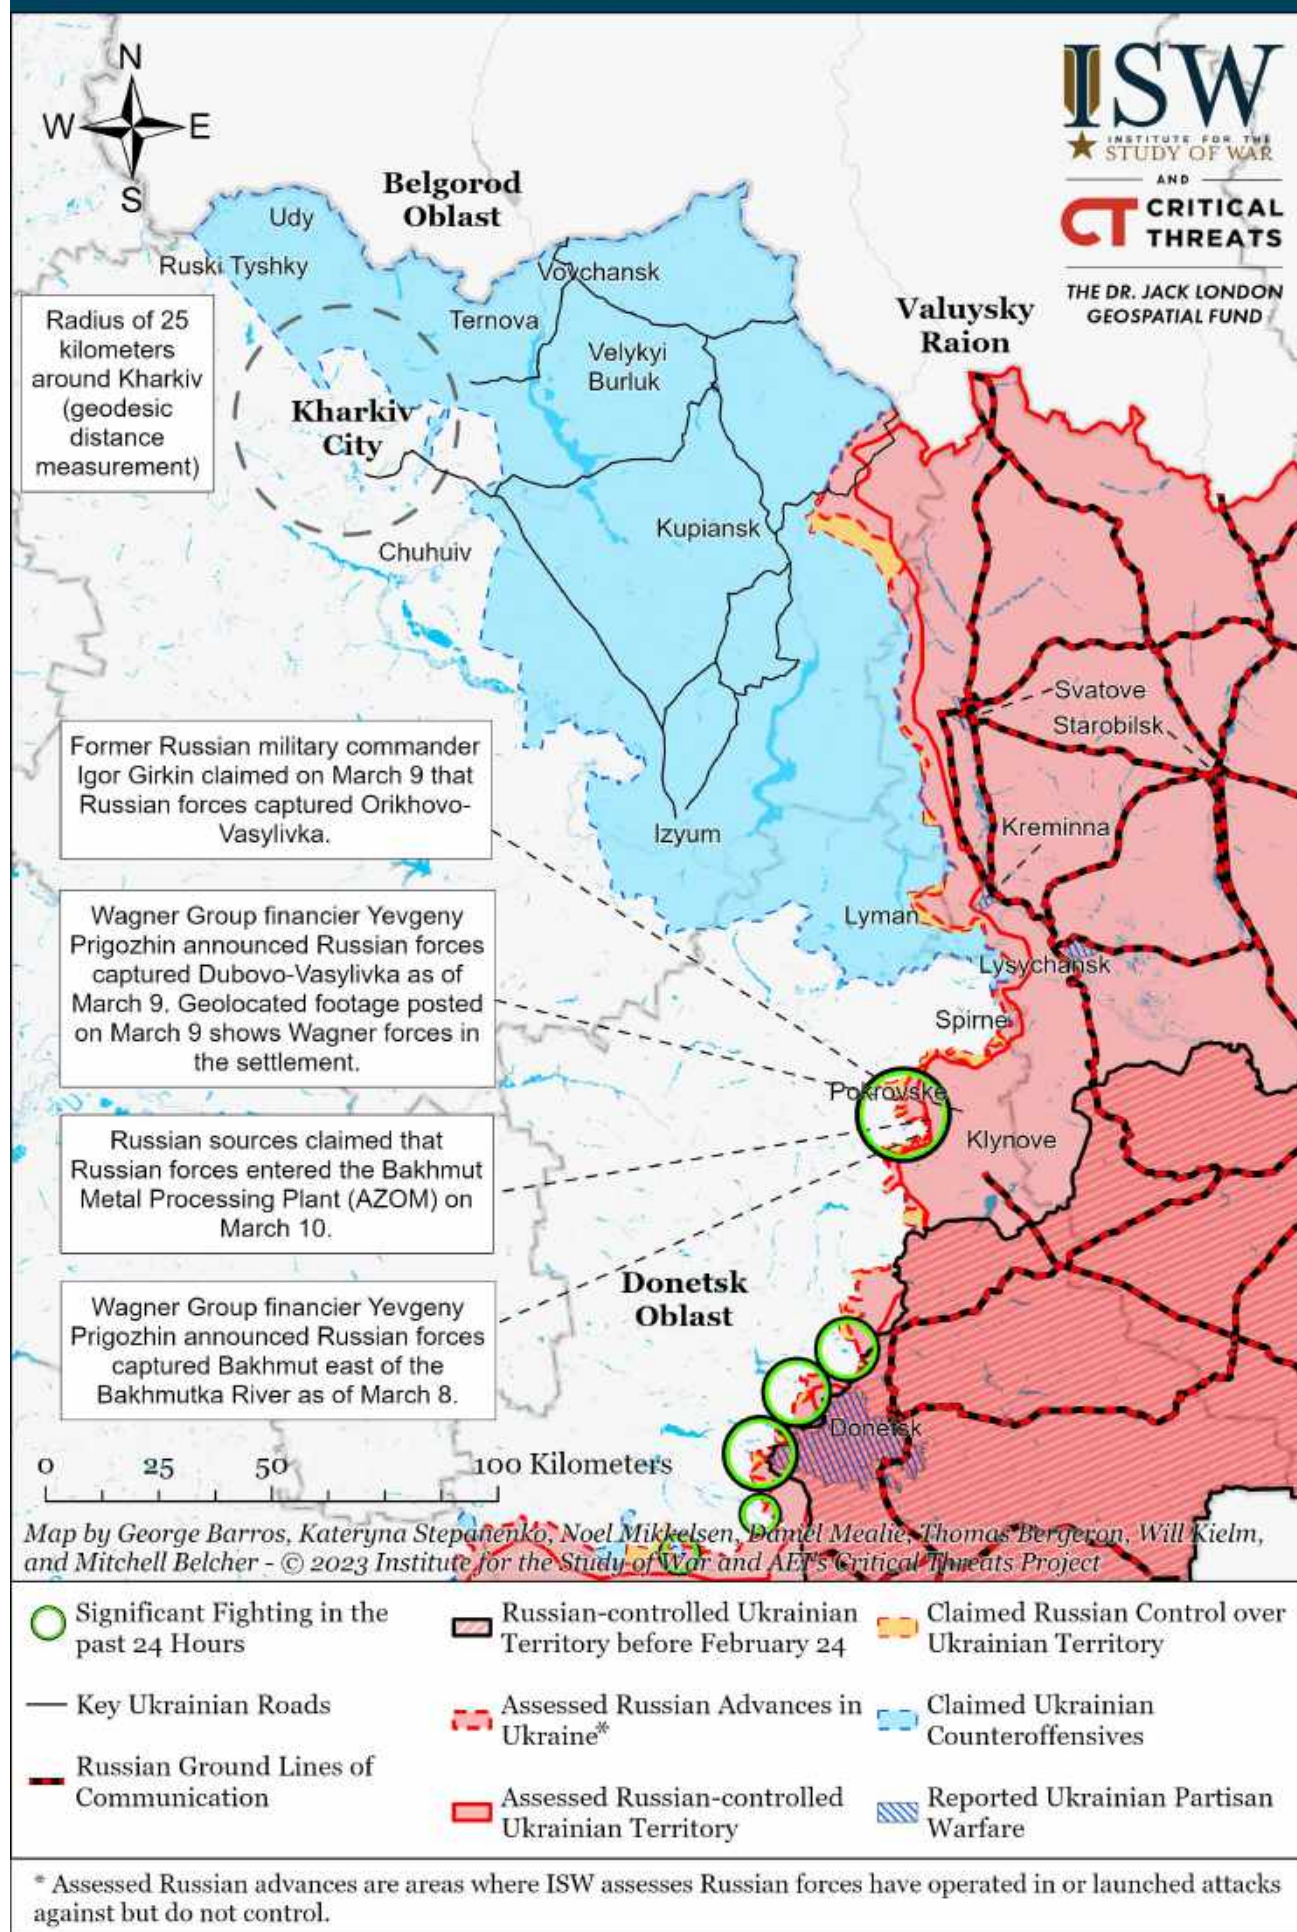 N
W E
S
ISW
INSTITUTE FOR THE
STUDY OF WAR
AND
CT CRITICAL
THREATS
THE DR. JACK LONDON
GEOSPATIAL FUND
Belgorod
Oblast
Udy
Ruski Tyshky
Vovchansk
Radius of 25
kilometers
around Kharkiv
(geodesic
distance
measurement)
Ternova
Valuysky
Raion
Velykyi
Burluk
Kharkiv
City
Kupiansk
Chuhuiv
Svatove
Starobilsk
Former Russian military commander
Igor Girkin claimed on March 9 that
Russian forces captured Orikhovo-
Vasylivka.
Izyum
Kreminna
Wagner Group financier Yevgeny
Prigozhin announced Russian forces
captured Dubovo-Vasylivka as of
March 9. Geolocated footage posted
on March 9 shows Wagner forces in
the settlement.
Lyman
Lysychansk
Spirne
Pokrovske
Klynove
Russian sources claimed that
Russian forces entered the Bakhmut
Metal Processing Plant (AZOM) on
March 10.
Donetsk
Oblast
Wagner Group financier Yevgeny
Prigozhin announced Russian forces
captured Bakhmut east of the
Bakhmutka River as of March 8.
Donetsk
0 25 50 100 Kilometers
Map by George Barros, Kateryna Stepanenko, Noel Mikkelsen, Daniel Mealie, Thomas Bergeron, Will Kielm,
and Mitchell Belcher - © 2023 Institute for the Study of War and AEI's Critical Threats Project
Significant Fighting in the
past 24 Hours
Key Ukrainian Roads
Russian Ground Lines of
Communication
Russian-controlled Ukrainian
Territory before February 24
Assessed Russian Advances in
Ukraine*
Assessed Russian-controlled
Ukrainian Territory
Claimed Russian Control over
Ukrainian Territory
Claimed Ukrainian
Counteroffensives
Reported Ukrainian Partisan
Warfare
* Assessed Russian advances are areas where ISW assesses Russian forces have operated in or launched attacks
against but do not control.